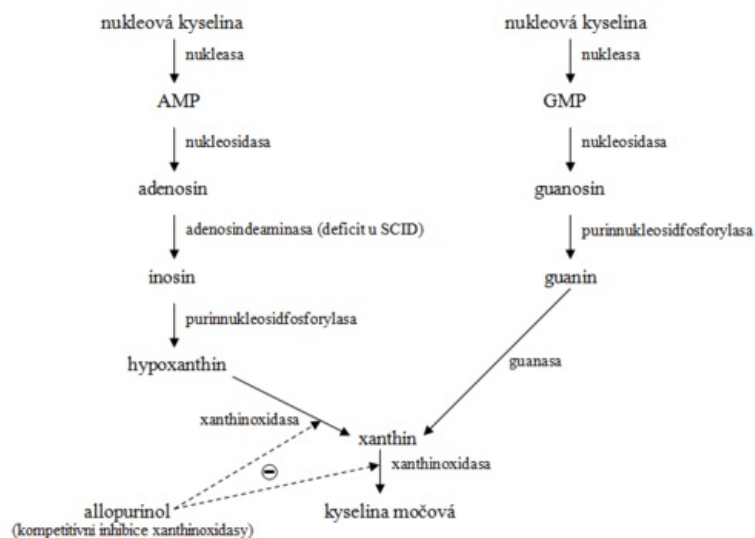 nukleová kyselina
nukleasa
AMP
nukleosidasa
adenosin
adenosindeaminasa (deficit u SCID)
inosin
purinnukleosidfosforylasa
hypoxanthin
nukleová kyselina
nukleasa
GMP
nukleosidasa
guanosin
purinnukleosidfosforylasa
guanin
guanasa
xanthinoxidasa
xanthin
xanthinoxidasa
kyselina močová
allopurinol
(kompetitivni inhibice xanthinoxidasy)